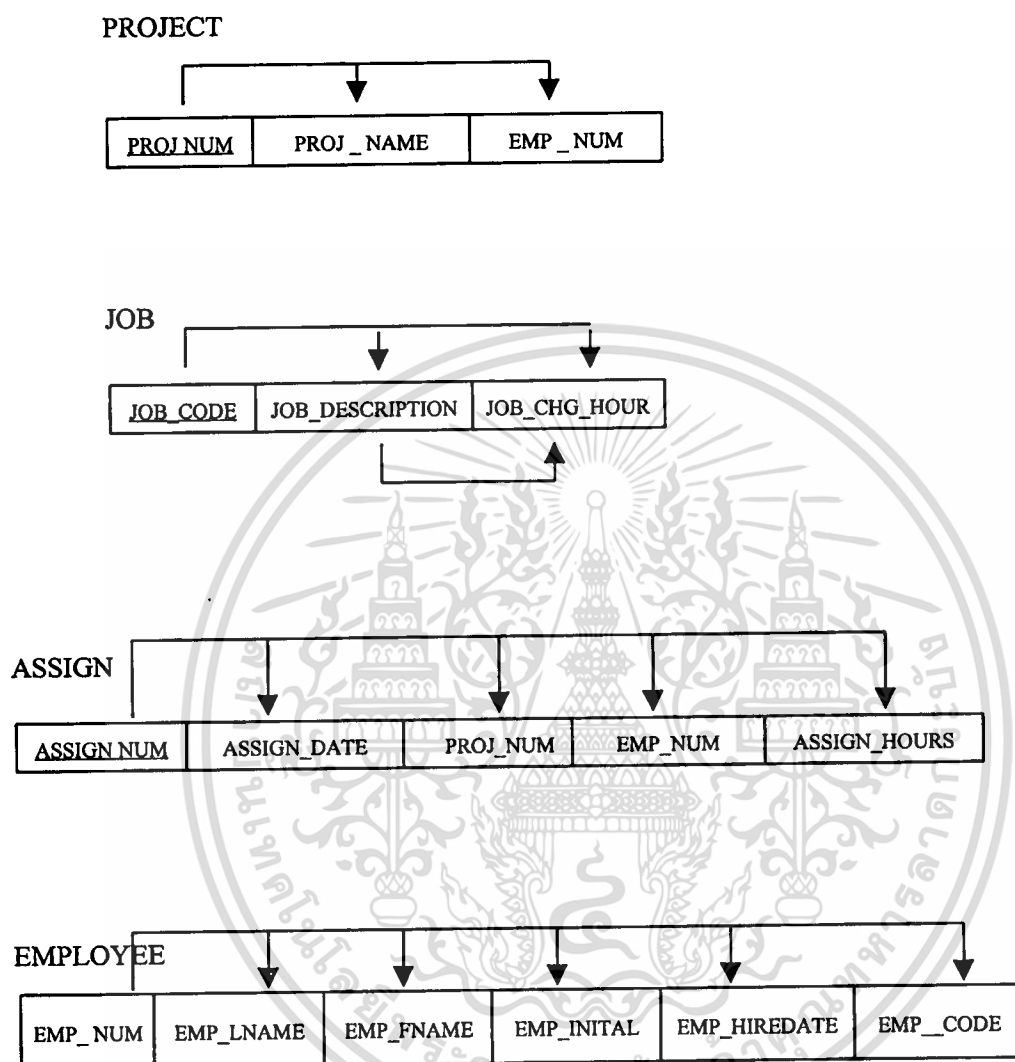 PROJECT
PROJ NUM PROJ _ NAME EMP _ NUM
JOB
JOB_CODE JOB_DESCRIPTION JOB_CHG_HOUR
ASSIGN
ASSIGN NUM ASSIGN_DATE PROJ_NUM EMP_NUM ASSIGN_HOURS
EMPLOYEE
EMP_ NUM EMP_LNAME EMP_FNAME EMP_INITAL EMP_HIREDATE EMP__CODE